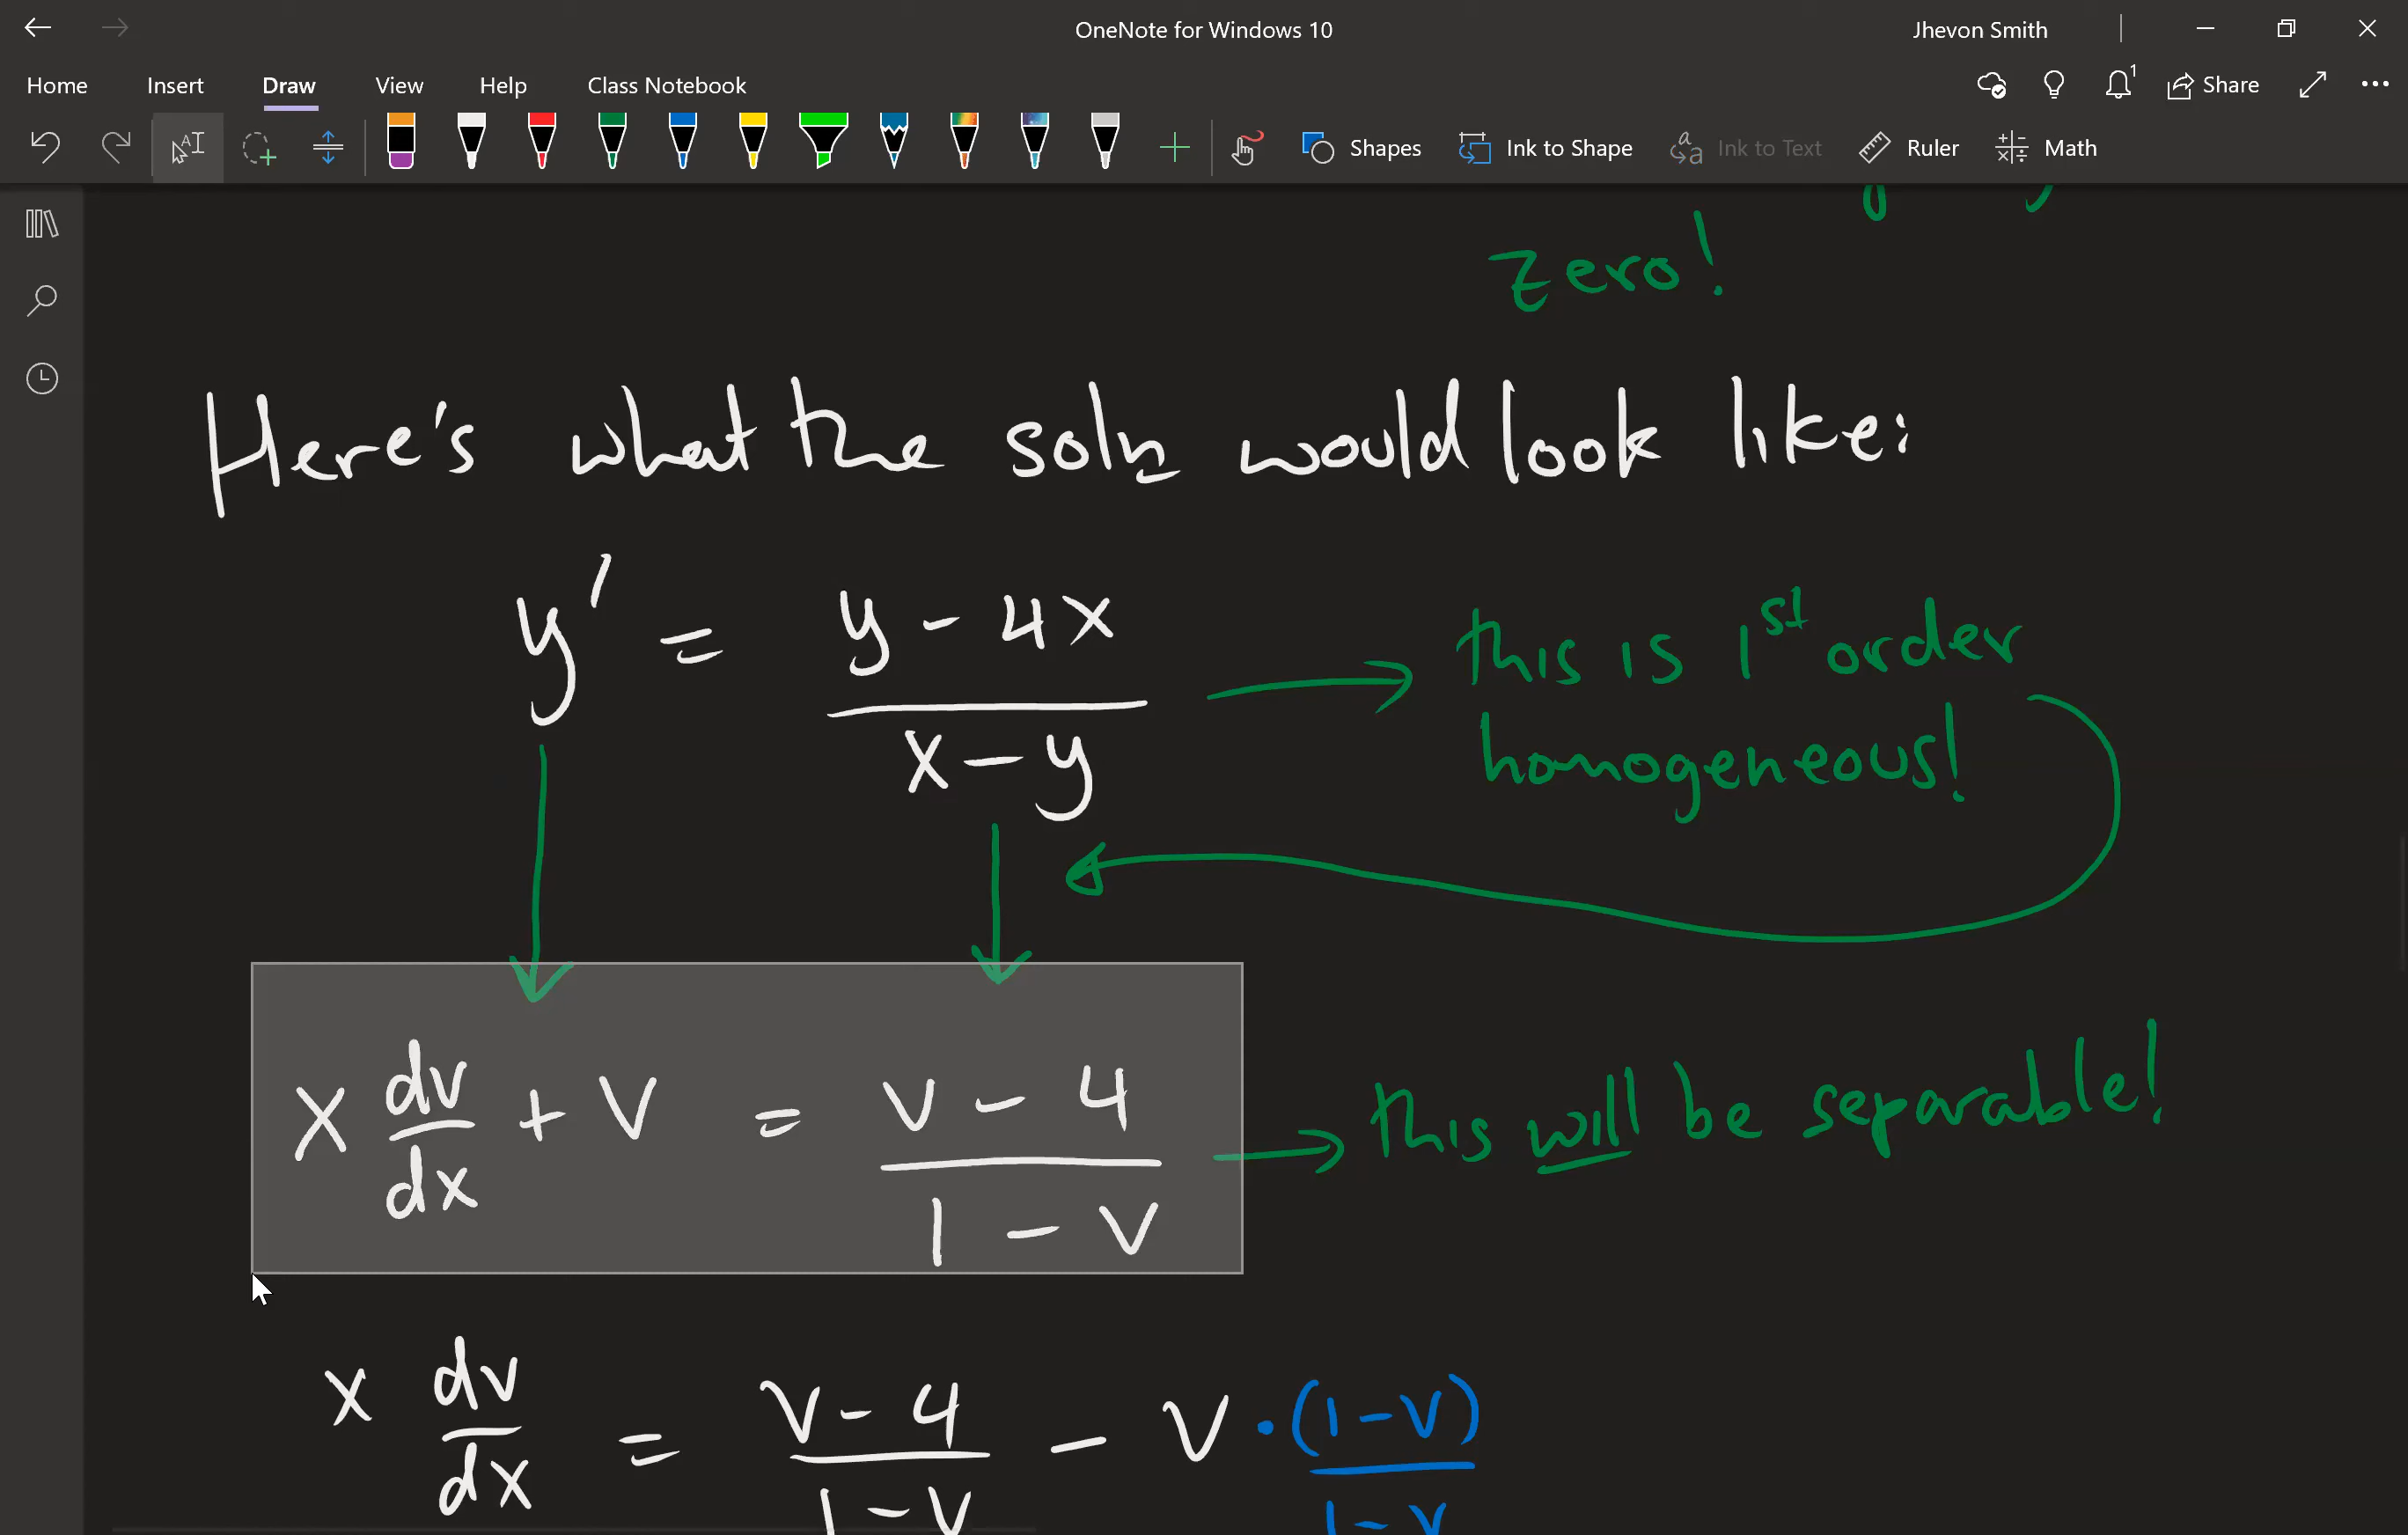 OneNote for Windows 10
Jhevon Smith
Home Insert Draw View Help Class Notebook
1
Share
Shapes Ink to Shape Ink to Text Ruler Math
zero!
Here's what the soln would look like:
y' = (y - 4x)/(x - y) → this is 1st order
homogeneous!
x dv/dx + v = (v - 4)/(1 - v) → this will be separable!
x dv/dx = (v - 4)/(1 - v) - v · (1 - v)/(1 - v)